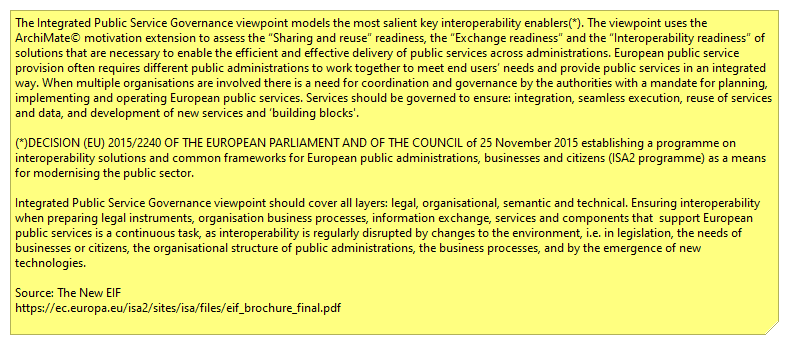 The Integrated Public Service Governance viewpoint models the most salient key interoperability enablers(*). The viewpoint uses the
ArchiMate© motivation extension to assess the “Sharing and reuse” readiness, the “Exchange readiness” and the “Interoperability readiness” of
solutions that are necessary to enable the efficient and effective delivery of public services across administrations. European public service
provision often requires different public administrations to work together to meet end users’ needs and provide public services in an integrated
way. When multiple organisations are involved there is a need for coordination and governance by the authorities with a mandate for planning,
implementing and operating European public services. Services should be governed to ensure: integration, seamless execution, reuse of services
and data, and development of new services and ‘building blocks’.

(*)DECISION (EU) 2015/2240 OF THE EUROPEAN PARLIAMENT AND OF THE COUNCIL of 25 November 2015 establishing a programme on
interoperability solutions and common frameworks for European public administrations, businesses and citizens (ISA2 programme) as a means
for modernising the public sector.

Integrated Public Service Governance viewpoint should cover all layers: legal, organisational, semantic and technical. Ensuring interoperability
when preparing legal instruments, organisation business processes, information exchange, services and components that  support European
public services is a continuous task, as interoperability is regularly disrupted by changes to the environment, i.e. in legislation, the needs of
businesses or citizens, the organisational structure of public administrations, the business processes, and by the emergence of new
technologies.

Source: The New EIF
https://ec.europa.eu/isa2/sites/isa/files/eif_brochure_final.pdf